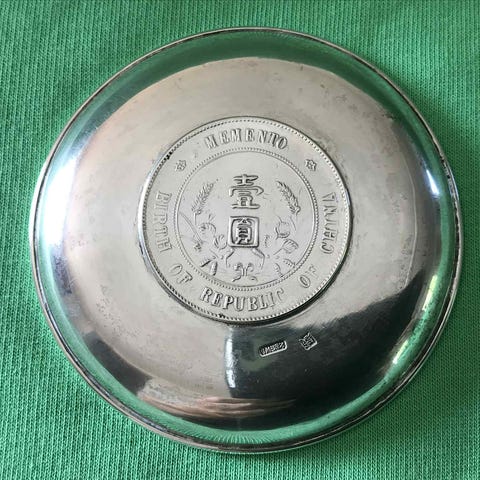 MEMENTO
BIRTH OF REPUBLIC OF CHINA
壹
圓